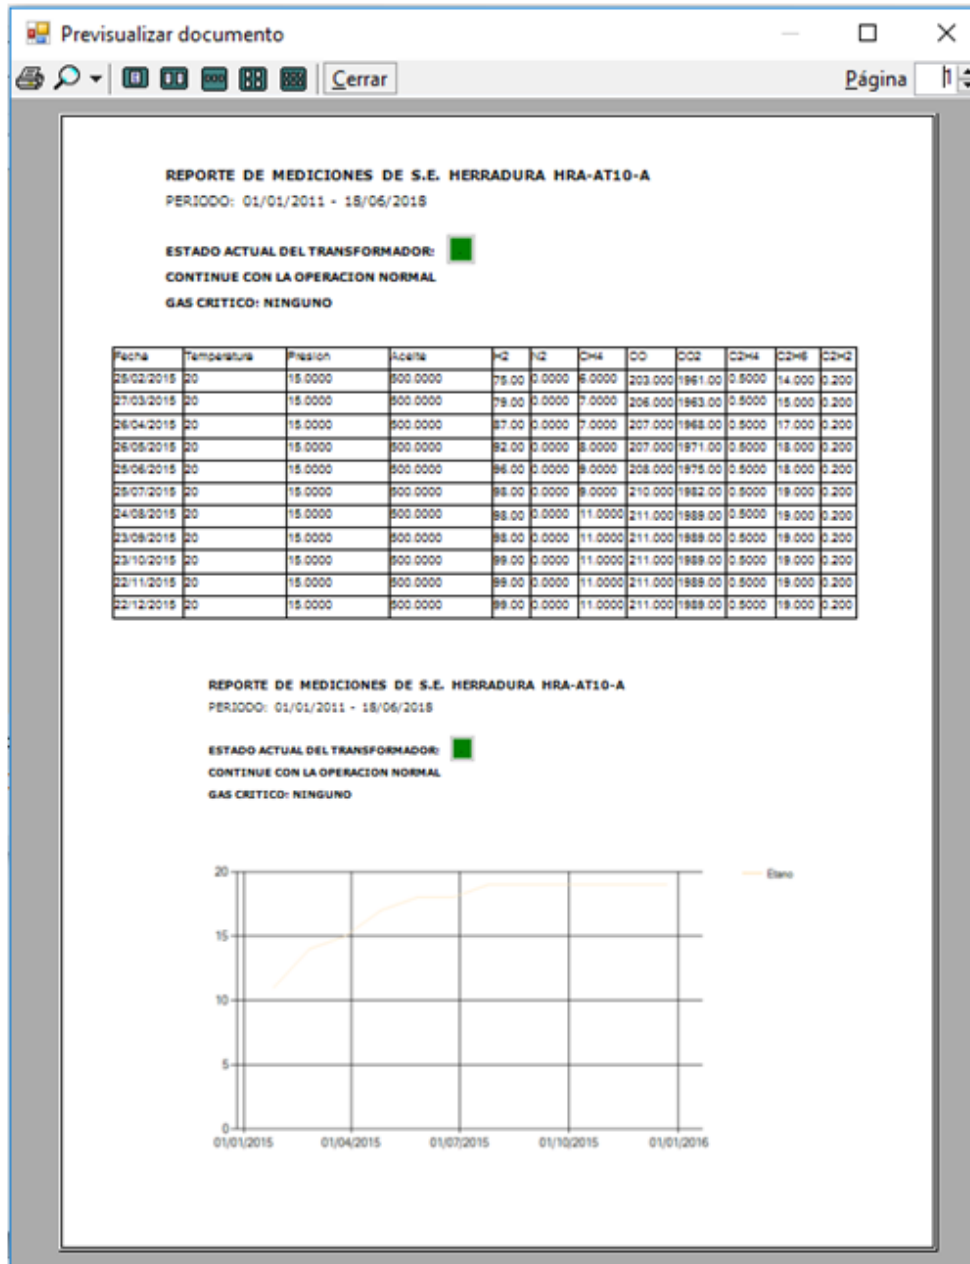 Previsualizar documento
Cerrar Página 1
REPORTE DE MEDICIONES DE S.E. HERRADURA HRA-AT10-A
PERIODO: 01/01/2011 - 18/06/2018
ESTADO ACTUAL DEL TRANSFORMADOR:
CONTINUE CON LA OPERACION NORMAL
GAS CRITICO: NINGUNO
Fecha Temperatura Presion Aceite H2 N2 CH4 CO CO2 C2H4 C2H6 C2H2
25/02/2015 20 15.0000 500.0000 75.00 0.0000 6.0000 203.000 1961.00 0.5000 14.000 0.200
27/03/2015 20 15.0000 500.0000 79.00 0.0000 7.0000 206.000 1963.00 0.5000 15.000 0.200
26/04/2015 20 15.0000 500.0000 87.00 0.0000 7.0000 207.000 1968.00 0.5000 17.000 0.200
26/05/2015 20 15.0000 500.0000 92.00 0.0000 8.0000 207.000 1971.00 0.5000 18.000 0.200
25/06/2015 20 15.0000 500.0000 96.00 0.0000 9.0000 208.000 1975.00 0.5000 18.000 0.200
25/07/2015 20 15.0000 500.0000 98.00 0.0000 9.0000 210.000 1982.00 0.5000 19.000 0.200
24/08/2015 20 15.0000 500.0000 98.00 0.0000 11.0000 211.000 1989.00 0.5000 19.000 0.200
23/09/2015 20 15.0000 500.0000 98.00 0.0000 11.0000 211.000 1989.00 0.5000 19.000 0.200
23/10/2015 20 15.0000 500.0000 99.00 0.0000 11.0000 211.000 1989.00 0.5000 19.000 0.200
22/11/2015 20 15.0000 500.0000 99.00 0.0000 11.0000 211.000 1989.00 0.5000 19.000 0.200
22/12/2015 20 15.0000 500.0000 99.00 0.0000 11.0000 211.000 1989.00 0.5000 19.000 0.200
REPORTE DE MEDICIONES DE S.E. HERRADURA HRA-AT10-A
PERIODO: 01/01/2011 - 18/06/2018
ESTADO ACTUAL DEL TRANSFORMADOR:
CONTINUE CON LA OPERACION NORMAL
GAS CRITICO: NINGUNO
20
Etano
15
10
5
0
01/01/2015 01/04/2015 01/07/2015 01/10/2015 01/01/2016